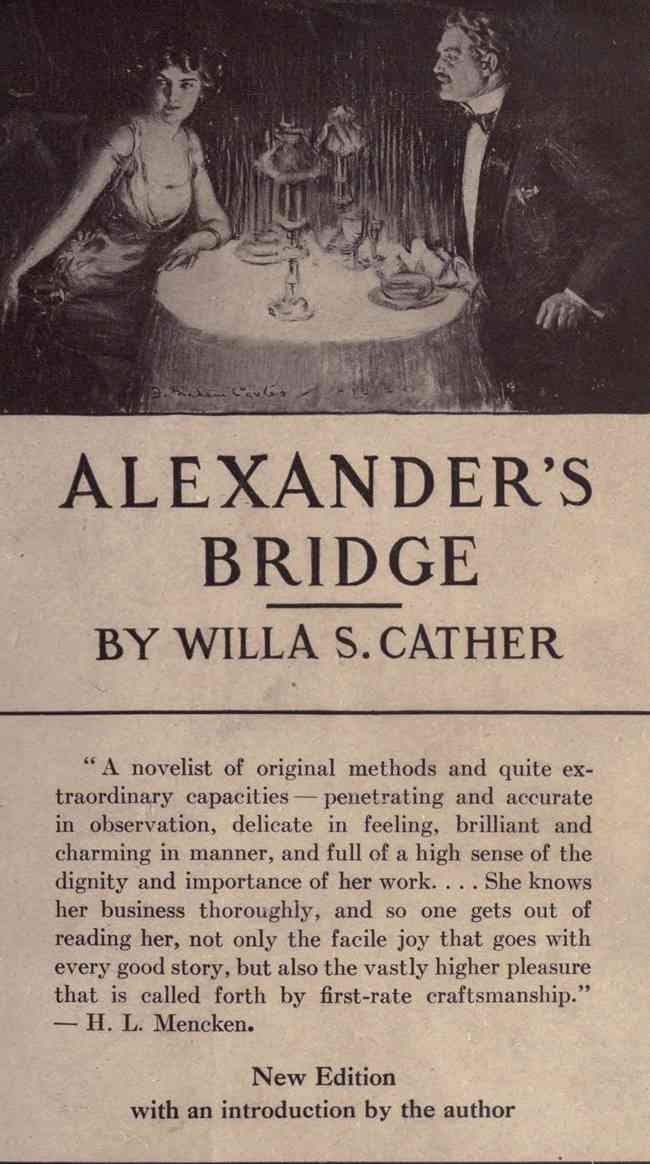 ALEXANDER’S
BRIDGE
BY WILLA S. CATHER
“ A novelist of original methods and quite ex-
traordinary capacities — penetrating and accurate
in observation, delicate in feeling, brilliant and
charming in manner, and full of a high sense of the
dignity and importance of her work. . . . She knows
her business thoroughly, and so one gets out of
reading her, not only the facile joy that goes with
every good story, but also the vastly higher pleasure
that is called forth by first-rate craftsmanship.”
— H. L. Mencken.
New Edition
with an introduction by the author